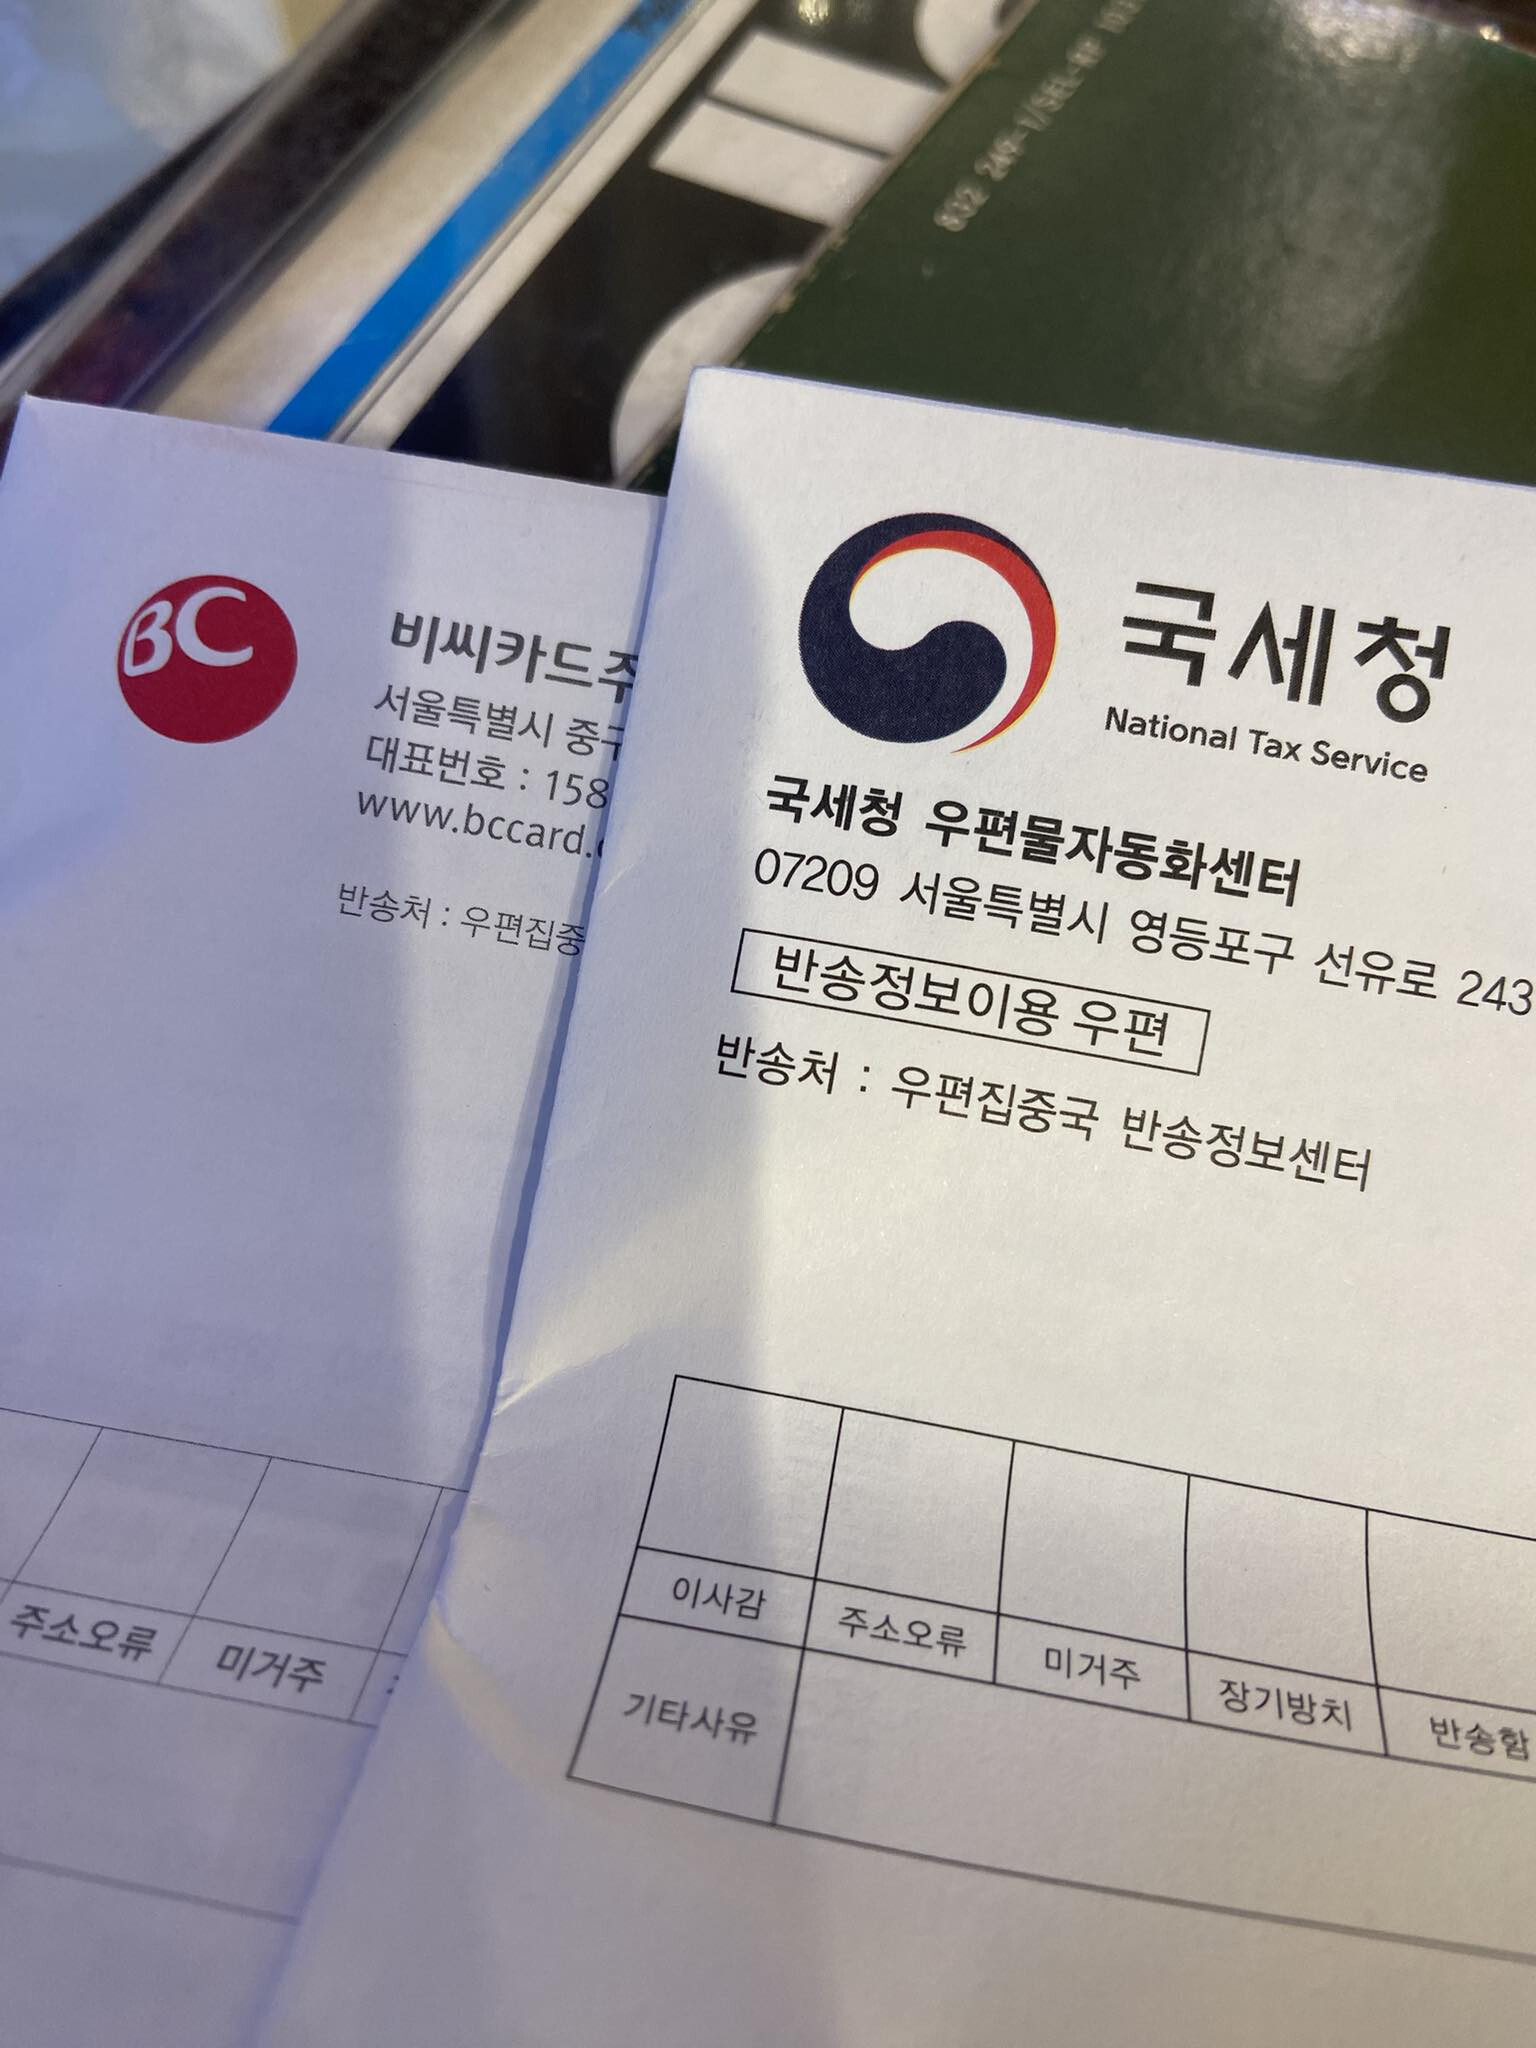 802 249-1/SEL-RF
BC
비씨카드주
서울특별시 중구
대표번호 : 158
www.bccard.
반송처 : 우편집중
주소오류
미거주
국세청
National Tax Service
국세청 우편물자동화센터
07209 서울특별시 영등포구 선유로 243
반송정보이용 우편
반송처 : 우편집중국 반송정보센터
이사감
주소오류
미거주
장기방치
반송함
기타사유